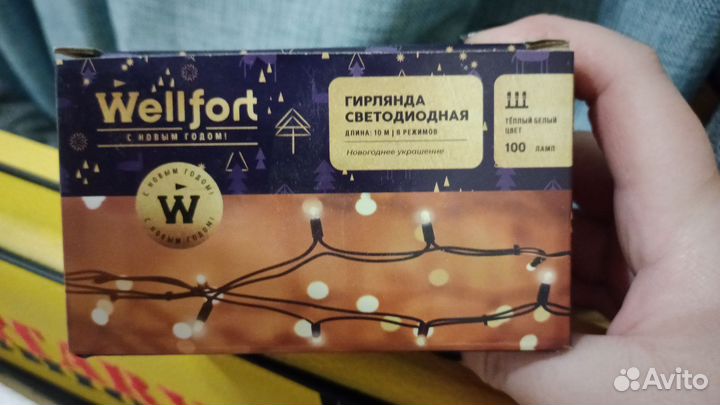 Wellfort
С НОВЫМ ГОДОМ!
ГИРЛЯНДА
СВЕТОДИОДНАЯ
ДЛИНА: 10 М | 8 РЕЖИМОВ
Новогоднее украшение
ТЁПЛЫЙ БЕЛЫЙ
ЦВЕТ
100 ЛАМП
С НОВЫМ ГОДОМ!
W
С НОВЫМ ГОДОМ!
Avito